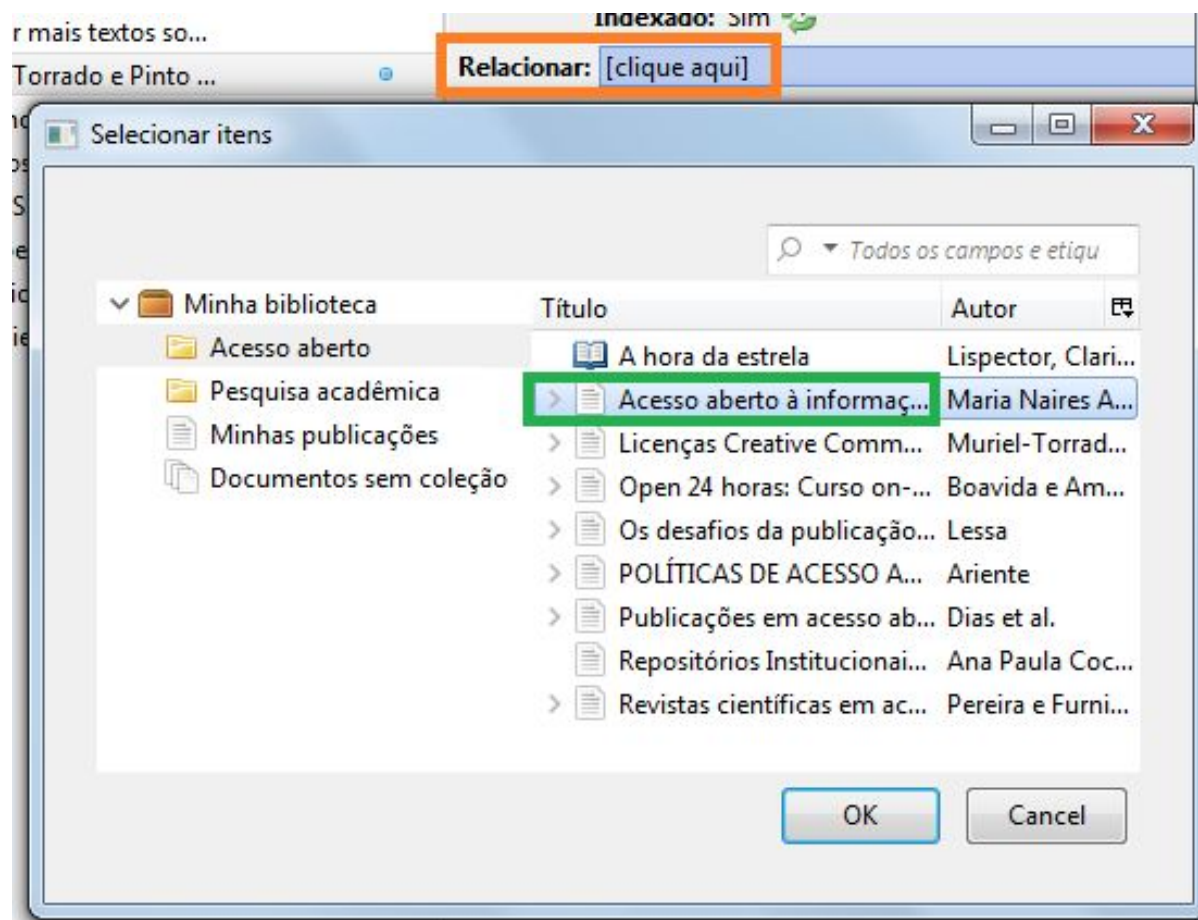 r mais textos so...
Indexado: Sim
Torrado e Pinto ...
Relacionar: [clique aqui]
Selecionar itens
Todos os campos e etiqu
Minha biblioteca
Acesso aberto
Pesquisa acadêmica
Minhas publicações
Documentos sem coleção
Título Autor
A hora da estrela Lispector, Clari...
Acesso aberto à informaç... Maria Naires A...
Licenças Creative Comm... Muriel-Torrad...
Open 24 horas: Curso on-... Boavida e Am...
Os desafios da publicação... Lessa
POLÍTICAS DE ACESSO A... Ariente
Publicações em acesso ab... Dias et al.
Repositórios Institucionai... Ana Paula Coc...
Revistas científicas em ac... Pereira e Furni...
OK Cancel